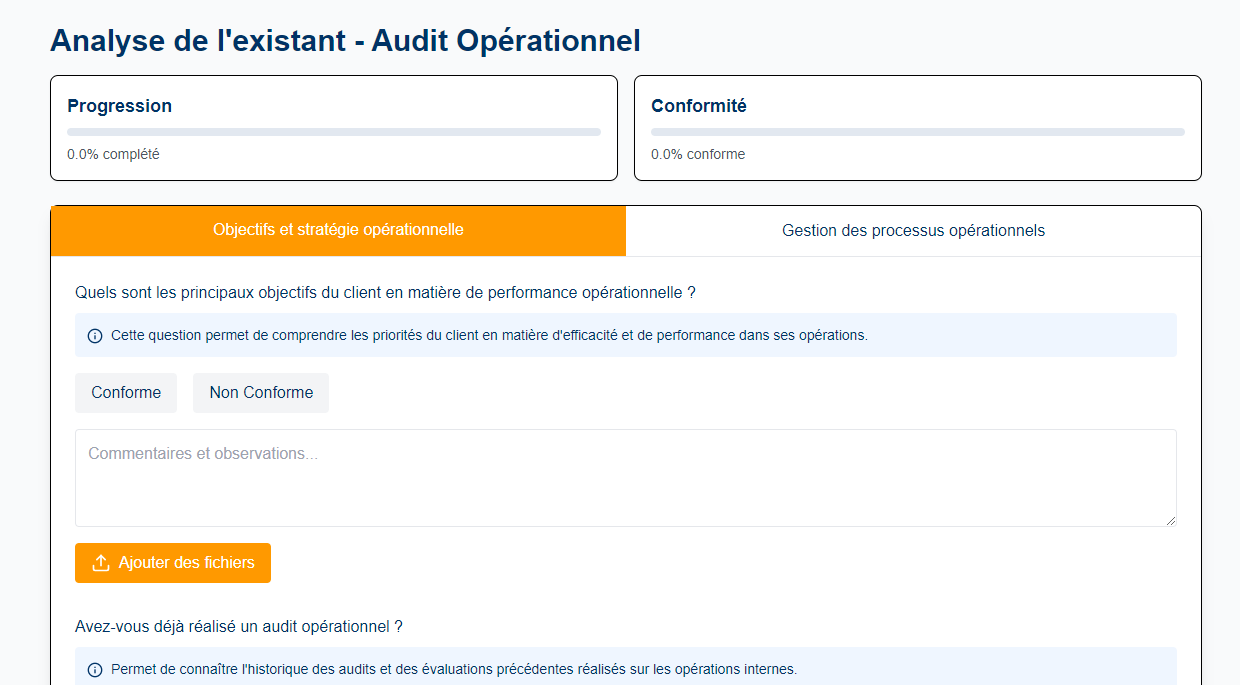 Analyse de l'existant - Audit Opérationnel
Progression
0.0% complété
Conformité
0.0% conforme
Objectifs et stratégie opérationnelle
Gestion des processus opérationnels
Quels sont les principaux objectifs du client en matière de performance opérationnelle ?
Cette question permet de comprendre les priorités du client en matière d'efficacité et de performance dans ses opérations.
Conforme
Non Conforme
Commentaires et observations...
Ajouter des fichiers
Avez-vous déjà réalisé un audit opérationnel ?
Permet de connaître l'historique des audits et des évaluations précédentes réalisés sur les opérations internes.